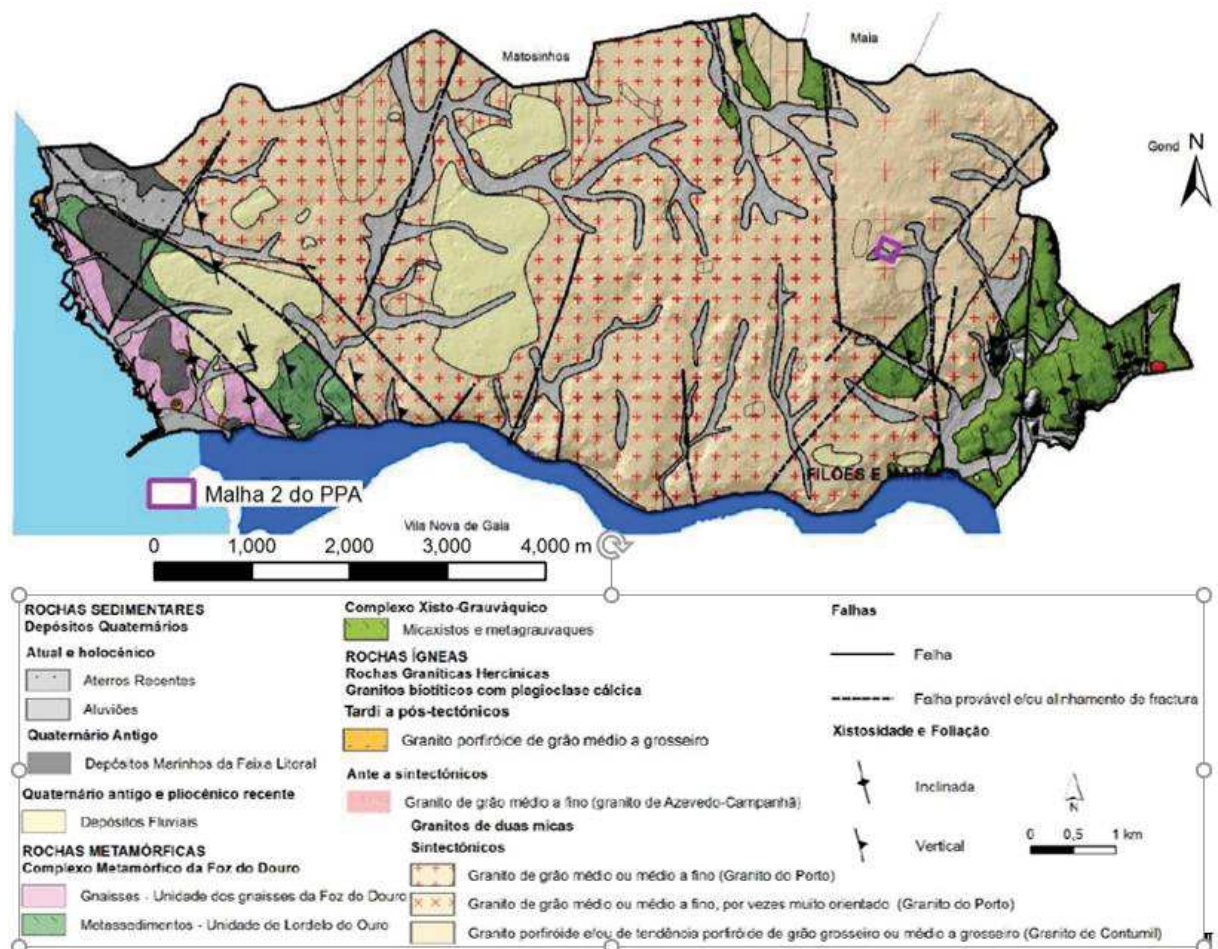 Matosinhos
Maia
Gond
N
Malha 2 do PPA
FILÕES E MASSAS
Vila Nova de Gaia
0 1,000 2,000 3,000 4,000 m
ROCHAS SEDIMENTARES
Depósitos Quaternários
Atual e holocénico
Aterros Recentes
Aluviões
Quaternário Antigo
Depósitos Marinhos da Faixa Litoral
Quaternário antigo e pliocénico recente
Depósitos Fluviais
ROCHAS METAMÓRFICAS
Complexo Metamórfico da Foz do Douro
Gnaisses - Unidade dos gnaisses da Foz do Douro
Metassedimentos - Unidade de Lordelo do Ouro
Complexo Xisto-Grauváquico
Micaxistos e metagrauvaques
ROCHAS ÍGNEAS
Rochas Graníticas Hercínicas
Granitos biotíticos com plagioclase cálcica
Tardi a pós-tectónicos
Granito porfiróide de grão médio a grosseiro
Ante a sintectónicos
Granito de grão médio a fino (granito de Azevedo-Campanhã)
Granitos de duas micas
Sintectónicos
Granito de grão médio ou médio a fino (Granito do Porto)
Granito de grão médio ou médio a fino, por vezes muito orientado (Granito do Porto)
Granito porfiróide e/ou de tendência porfiróide de grão grosseiro ou médio a grosseiro (Granito de Contumil)
Falhas
Falha
Falha provável e/ou alinhamento de fractura
Xistosidade e Foliação
Inclinada
Vertical
N
0 0,5 1 km